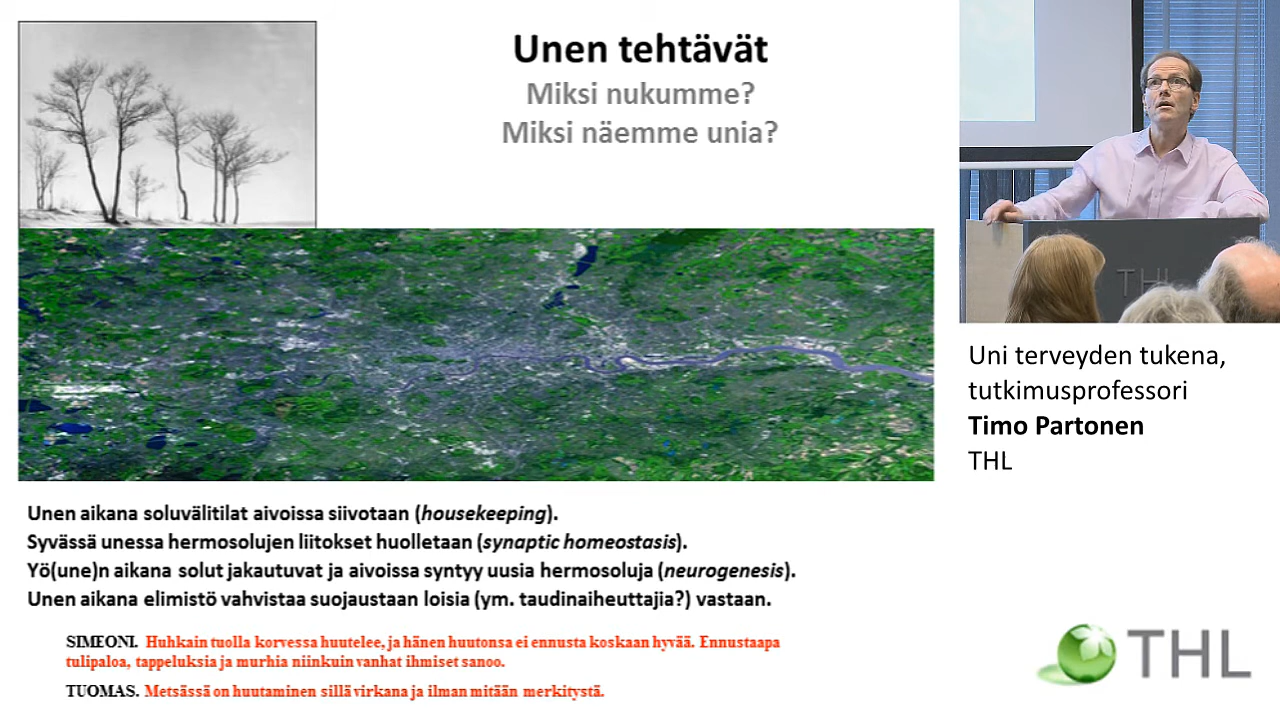 Unen tehtävät
Miksi nukumme?
Miksi näemme unia?
THL
Uni terveyden tukena,
tutkimusprofessori
Timo Partonen
THL
Unen aikana soluvälitilat aivoissa siivotaan (housekeeping).
Syvässä unessa hermosolujen liitokset huolletaan (synaptic homeostasis).
Yö(une)n aikana solut jakautuvat ja aivoissa syntyy uusia hermosoluja (neurogenesis).
Unen aikana elimistö vahvistaa suojaustaan loisia (ym. taudinaiheuttajia?) vastaan.
SIMEONI. Huhkain tuolla korvessa huutelee, ja hänen huutonsa ei ennusta koskaan hyvää. Ennustaapa
tulipaloa, tappeluksia ja murhia niinkuin vanhat ihmiset sanoo.
TUOMAS. Metsässä on huutaminen sillä virkana ja ilman mitään merkitystä.
THL